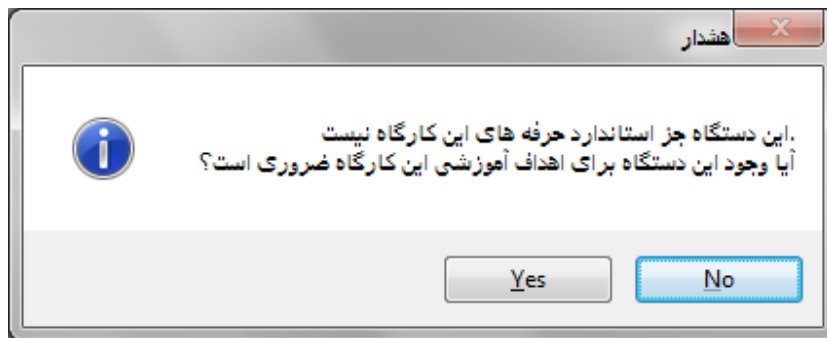 هشدار
.این دستگاه جز استاندارد حرفه های این کارگاه نیست
آیا وجود این دستگاه برای اهداف آموزشی این کارگاه ضروری است؟
Yes
No